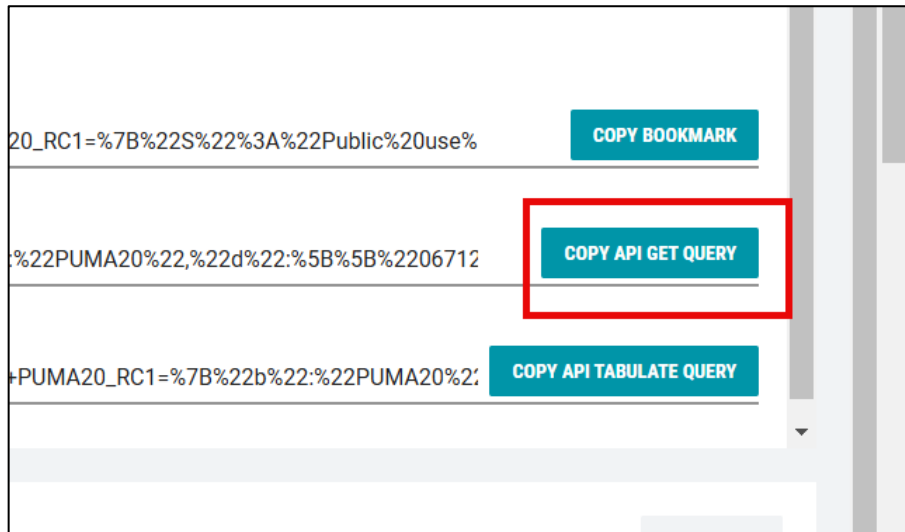 20_RC1=%7B%22S%22%3A%22Public%20use% COPY BOOKMARK
:%22PUMA20%22,%22d%22:%5B%5B%2206712 COPY API GET QUERY
+PUMA20_RC1=%7B%22b%22:%22PUMA20%22 COPY API TABULATE QUERY